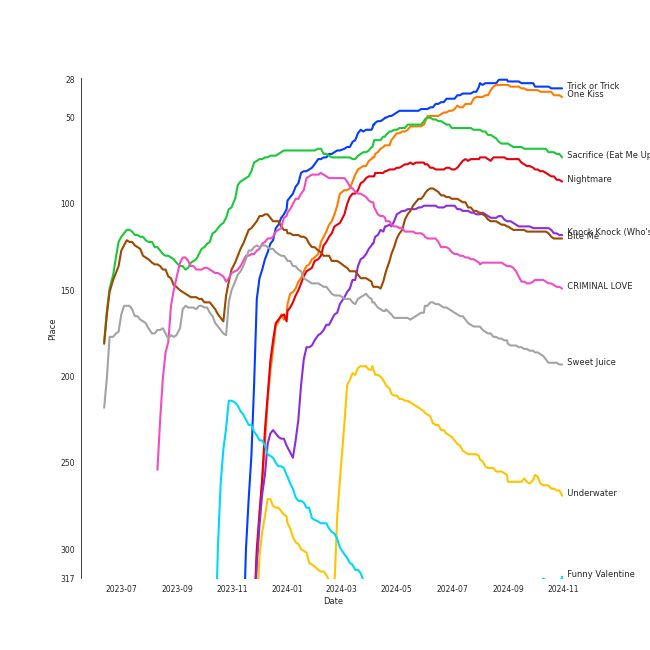 28
50
100
150
200
250
300
317
Place
2023-07
2023-09
2023-11
2024-01
2024-03
2024-05
2024-07
2024-09
2024-11
Date
Trick or Trick
One Kiss
Sacrifice (Eat Me Up
Nightmare
Knock Knock (Who's
Bite Me
CRIMINAL LOVE
Sweet Juice
Underwater
Funny Valentine